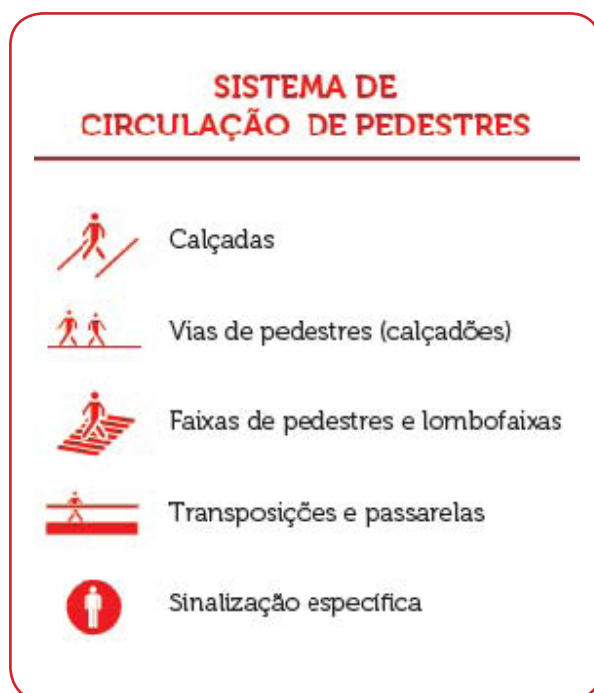 SISTEMA DE
CIRCULAÇÃO DE PEDESTRES
Calçadas
Vias de pedestres (calçadões)
Faixas de pedestres e lombofaixas
Transposições e passarelas
Sinalização específica